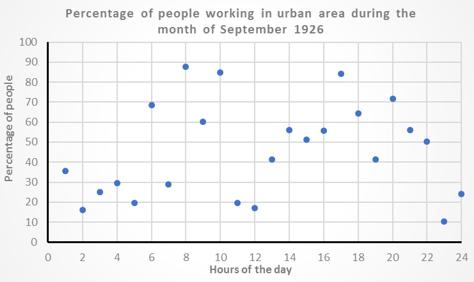 Percentage of people working in urban area during the
month of September 1926
Percentage of people
100
90
80
70
60
50
40
30
20
10
0
0 2 4 6 8 10 12 14 16 18 20 22 24
Hours of the day